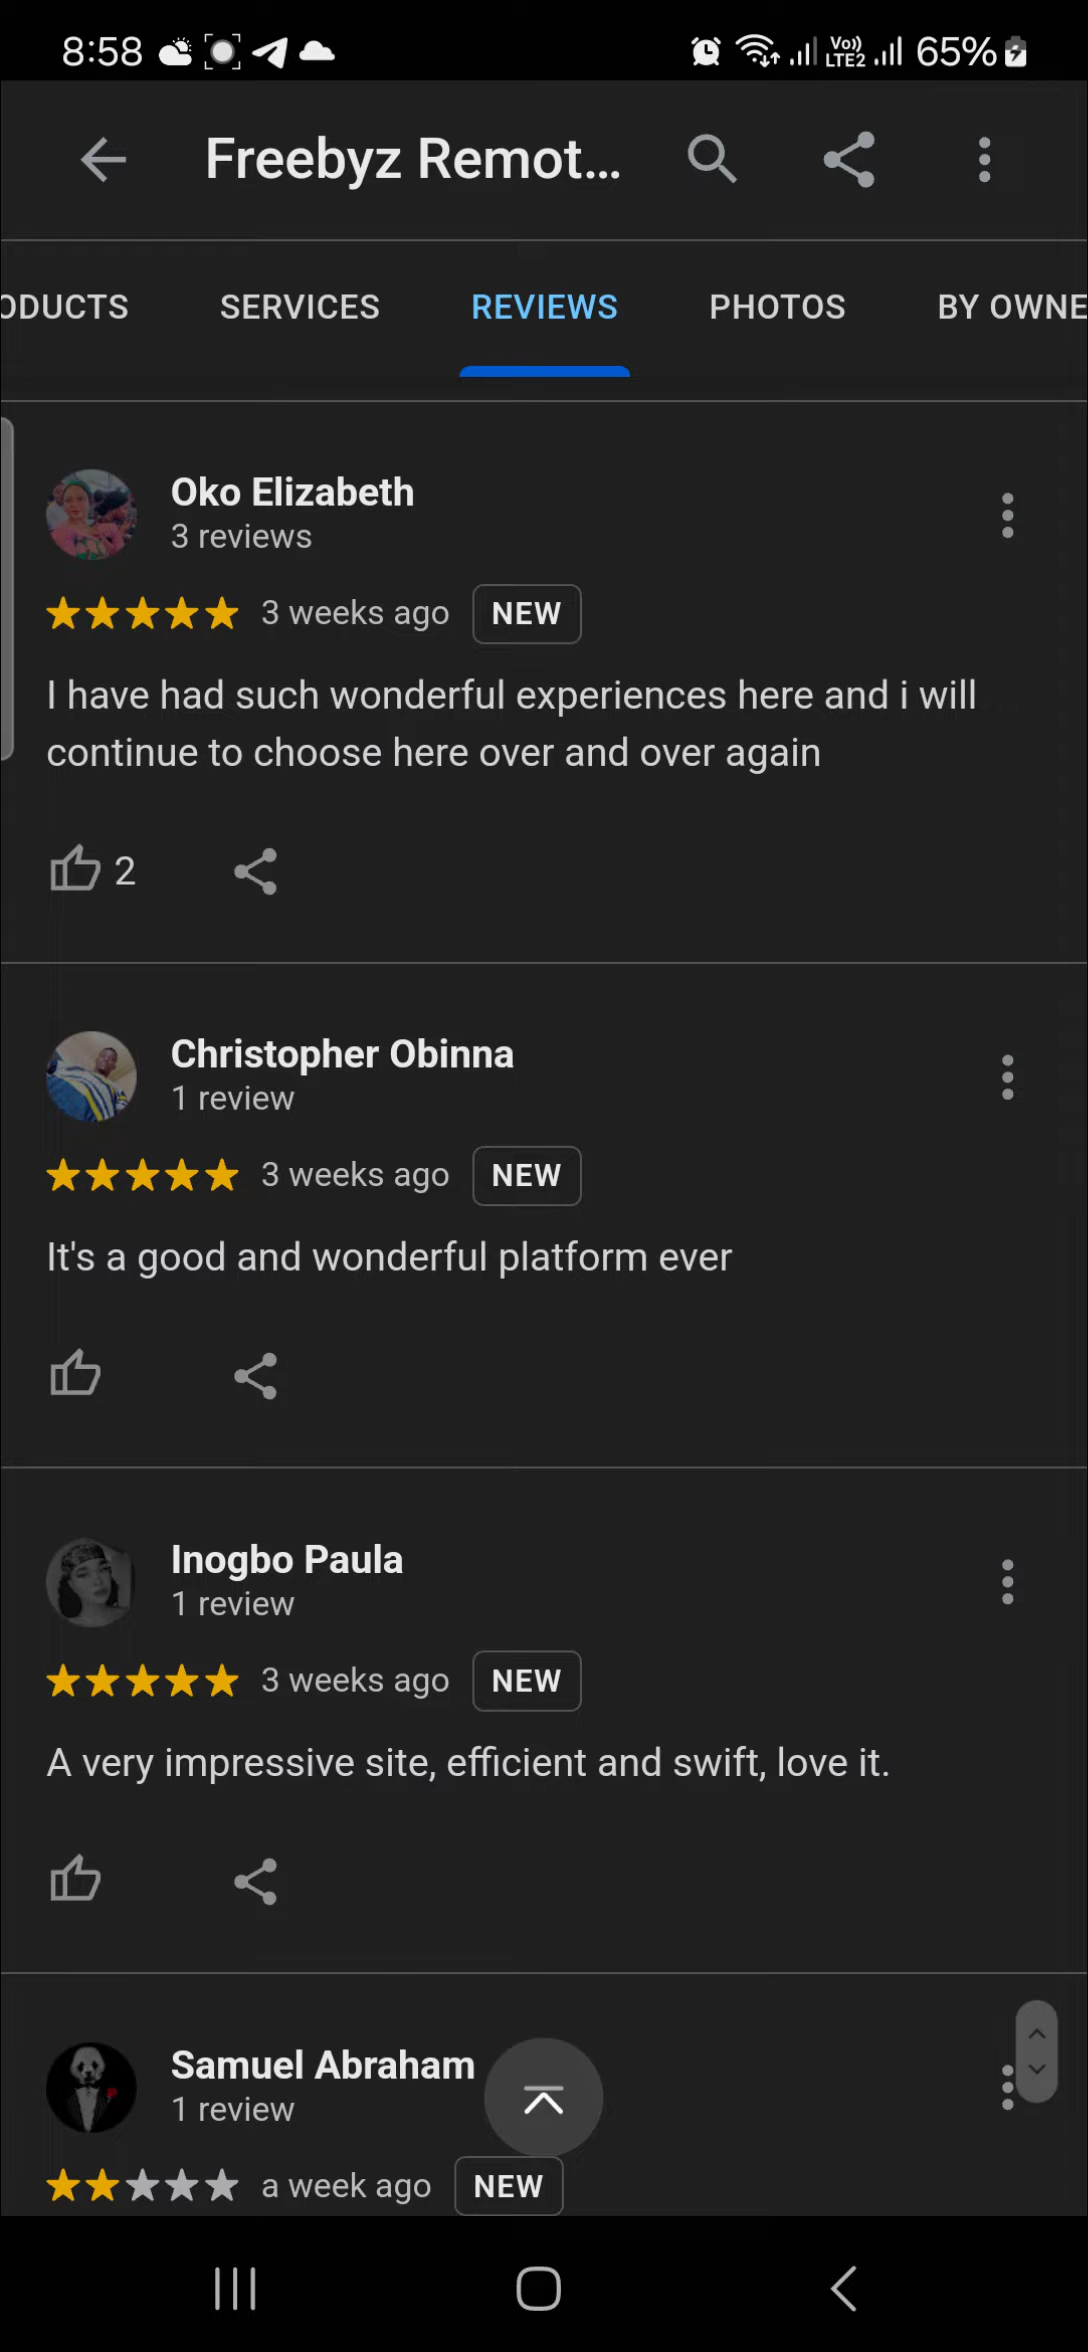 8:58
Vo)) LTE2 65%
Freebyz Remot...
ODUCTS SERVICES REVIEWS PHOTOS BY OWNE
Oko Elizabeth
3 reviews
3 weeks ago NEW
I have had such wonderful experiences here and i will
continue to choose here over and over again
2
Christopher Obinna
1 review
3 weeks ago NEW
It's a good and wonderful platform ever
Inogbo Paula
1 review
3 weeks ago NEW
A very impressive site, efficient and swift, love it.
Samuel Abraham
1 review
a week ago NEW